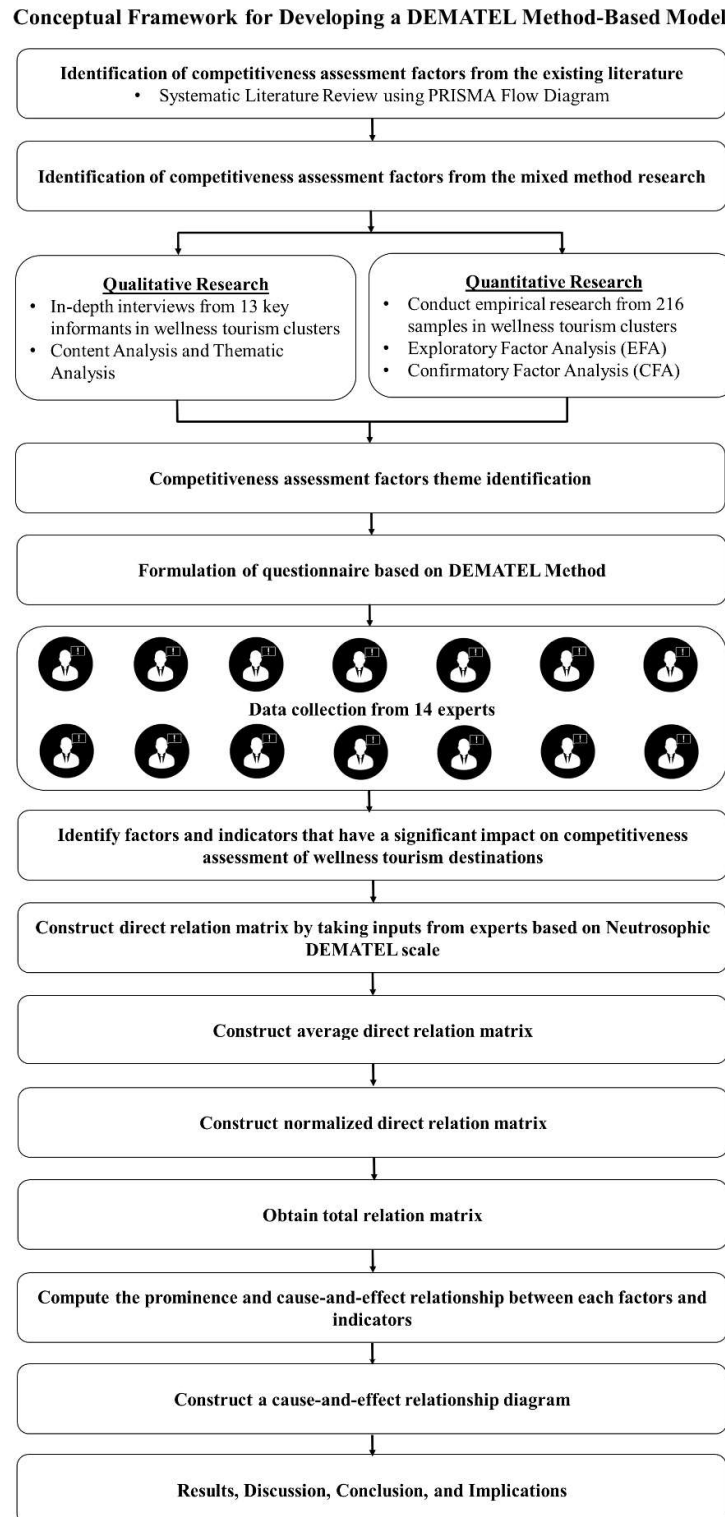 Conceptual Framework for Developing a DEMATEL Method-Based Model
Identification of competitiveness assessment factors from the existing literature
• Systematic Literature Review using PRISMA Flow Diagram
Identification of competitiveness assessment factors from the mixed method research
Qualitative Research
• In-depth interviews from 13 key
informants in wellness tourism clusters
• Content Analysis and Thematic
Analysis
Quantitative Research
• Conduct empirical research from 216
samples in wellness tourism clusters
• Exploratory Factor Analysis (EFA)
• Confirmatory Factor Analysis (CFA)
Competitiveness assessment factors theme identification
Formulation of questionnaire based on DEMATEL Method
Data collection from 14 experts
Identify factors and indicators that have a significant impact on competitiveness
assessment of wellness tourism destinations
Construct direct relation matrix by taking inputs from experts based on Neutrosophic
DEMATEL scale
Construct average direct relation matrix
Construct normalized direct relation matrix
Obtain total relation matrix
Compute the prominence and cause-and-effect relationship between each factors and
indicators
Construct a cause-and-effect relationship diagram
Results, Discussion, Conclusion, and Implications